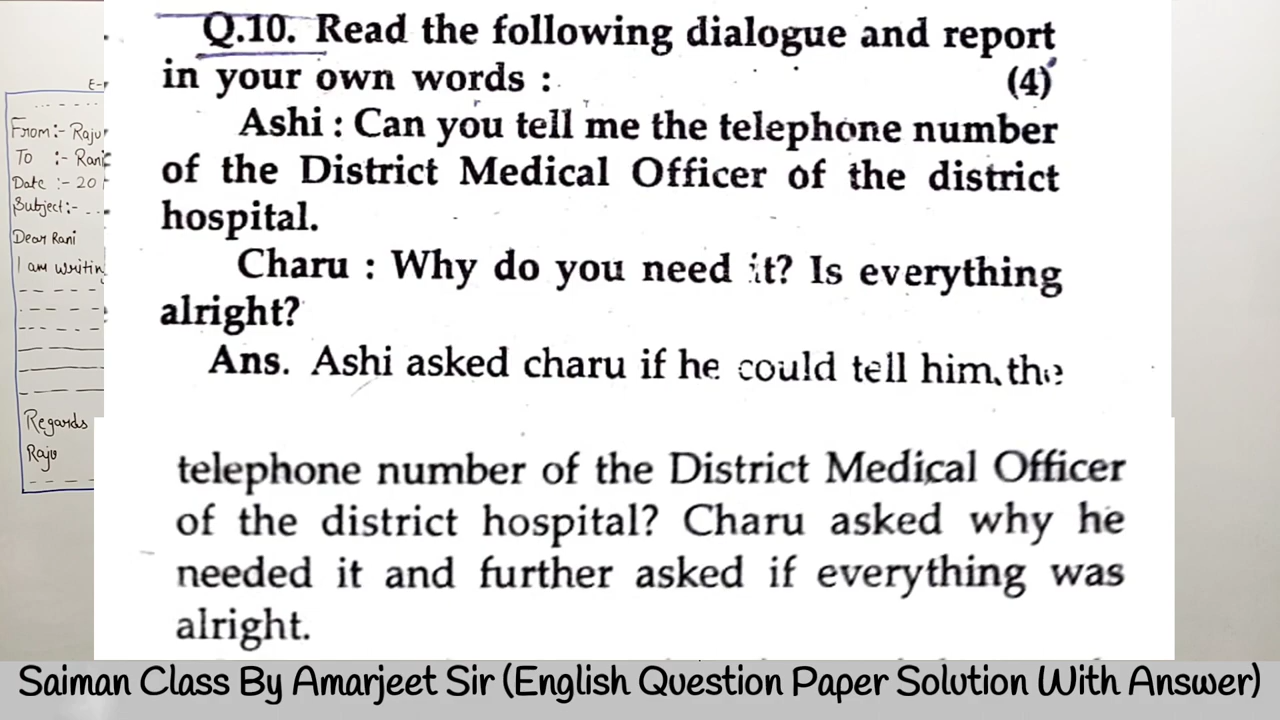 Q.10. Read the following dialogue and report
in your own words : (4)
Ashi : Can you tell me the telephone number
of the District Medical Officer of the district
hospital.
Charu : Why do you need it? Is everything
alright?
Ans. Ashi asked charu if he could tell him the
telephone number of the District Medical Officer
of the district hospital? Charu asked why he
needed it and further asked if everything was
alright.
From:- Raju
To :- Rani
Date :- 20
Subject:-
Dear Rani
I am writin
Regards
Raju
Saiman Class By Amarjeet Sir (English Question Paper Solution With Answer)